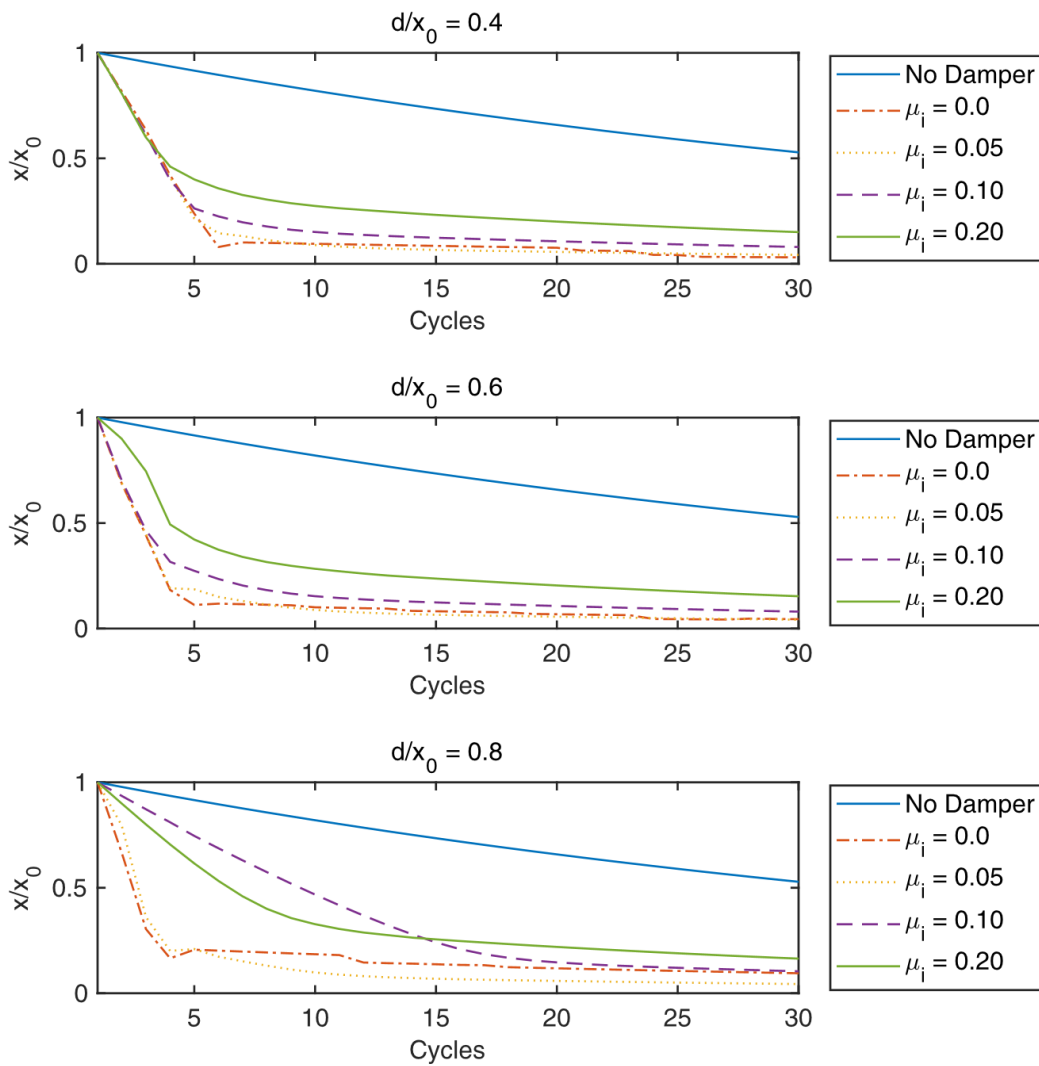 d/x₀ = 0.4
1
0.5
0
x/x₀
5 10 15 20 25 30
Cycles
No Damper
μᵢ = 0.0
μᵢ = 0.05
μᵢ = 0.10
μᵢ = 0.20
d/x₀ = 0.6
1
0.5
0
x/x₀
5 10 15 20 25 30
Cycles
No Damper
μᵢ = 0.0
μᵢ = 0.05
μᵢ = 0.10
μᵢ = 0.20
d/x₀ = 0.8
1
0.5
0
x/x₀
5 10 15 20 25 30
Cycles
No Damper
μᵢ = 0.0
μᵢ = 0.05
μᵢ = 0.10
μᵢ = 0.20